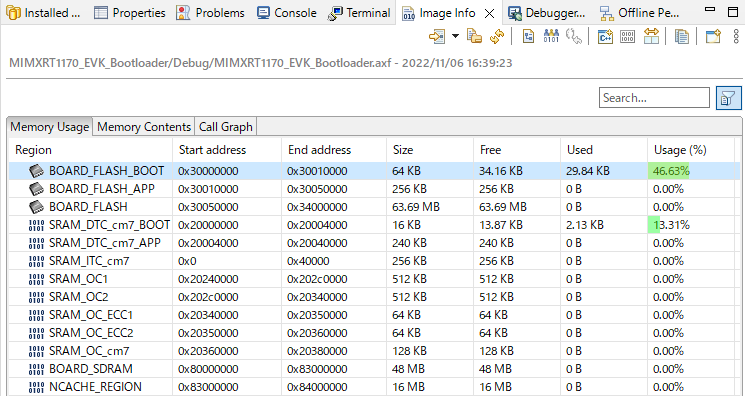 Installed ... Properties Problems Console Terminal Image Info Debugger... Offline Pe...
MIMXRT1170_EVK_Bootloader/Debug/MIMXRT1170_EVK_Bootloader.axf - 2022/11/06 16:39:23
Search...
Memory Usage Memory Contents Call Graph
Region Start address End address Size Free Used Usage (%)
BOARD_FLASH_BOOT 0x30000000 0x30010000 64 KB 34.16 KB 29.84 KB 46.63%
BOARD_FLASH_APP 0x30010000 0x30050000 256 KB 256 KB 0 B 0.00%
BOARD_FLASH 0x30050000 0x34000000 63.69 MB 63.69 MB 0 B 0.00%
SRAM_DTC_cm7_BOOT 0x20000000 0x20004000 16 KB 13.87 KB 2.13 KB 13.31%
SRAM_DTC_cm7_APP 0x20004000 0x20040000 240 KB 240 KB 0 B 0.00%
SRAM_ITC_cm7 0x0 0x40000 256 KB 256 KB 0 B 0.00%
SRAM_OC1 0x20240000 0x202c0000 512 KB 512 KB 0 B 0.00%
SRAM_OC2 0x202c0000 0x20340000 512 KB 512 KB 0 B 0.00%
SRAM_OC_ECC1 0x20340000 0x20350000 64 KB 64 KB 0 B 0.00%
SRAM_OC_ECC2 0x20350000 0x20360000 64 KB 64 KB 0 B 0.00%
SRAM_OC_cm7 0x20360000 0x20380000 128 KB 128 KB 0 B 0.00%
BOARD_SDRAM 0x80000000 0x83000000 48 MB 48 MB 0 B 0.00%
NCACHE_REGION 0x83000000 0x84000000 16 MB 16 MB 0 B 0.00%